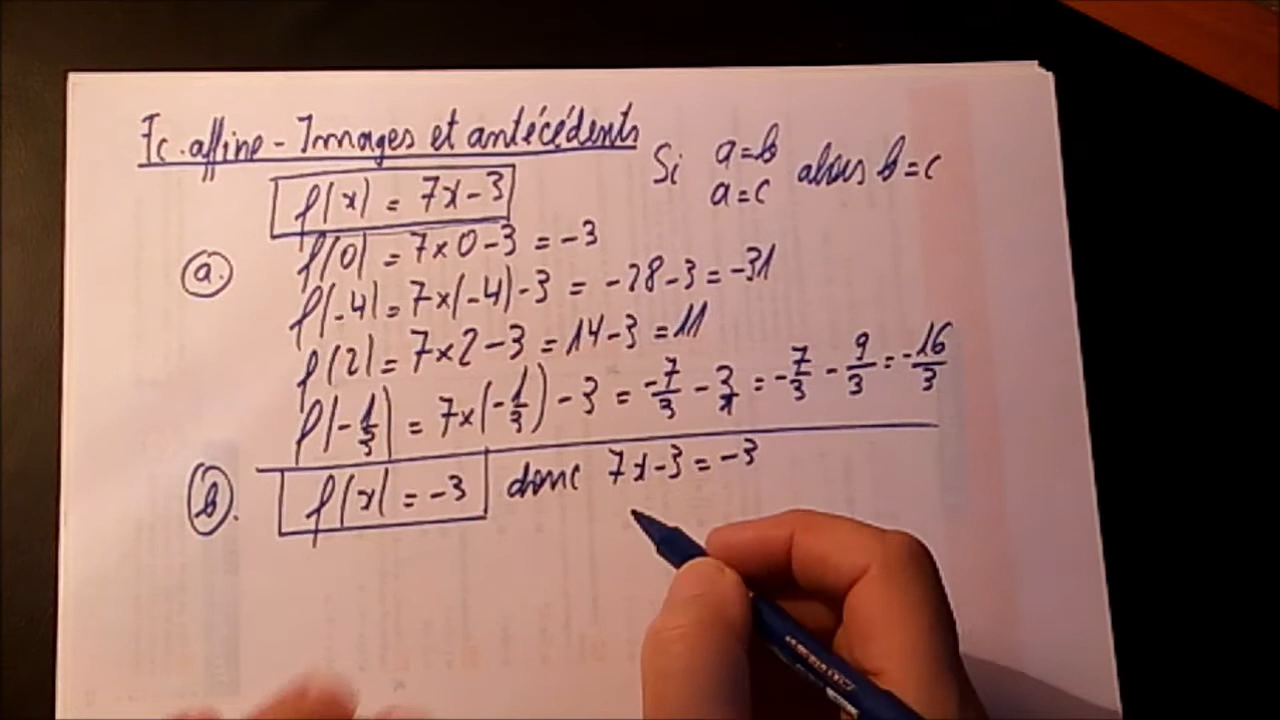 Fc. affine - Images et antécédents
Si a=b alors b=c
a=c
f(x) = 7x-3
a. f(0) = 7×0-3 = -3
f(-4) = 7×(-4)-3 = -28-3 = -31
f(2) = 7×2-3 = 14-3 = 11
f(-1/3) = 7×(-1/3)-3 = -7/3 - 3/1 = -7/3 - 9/3 = -16/3
b. f(x) = -3 donc 7x-3 = -3